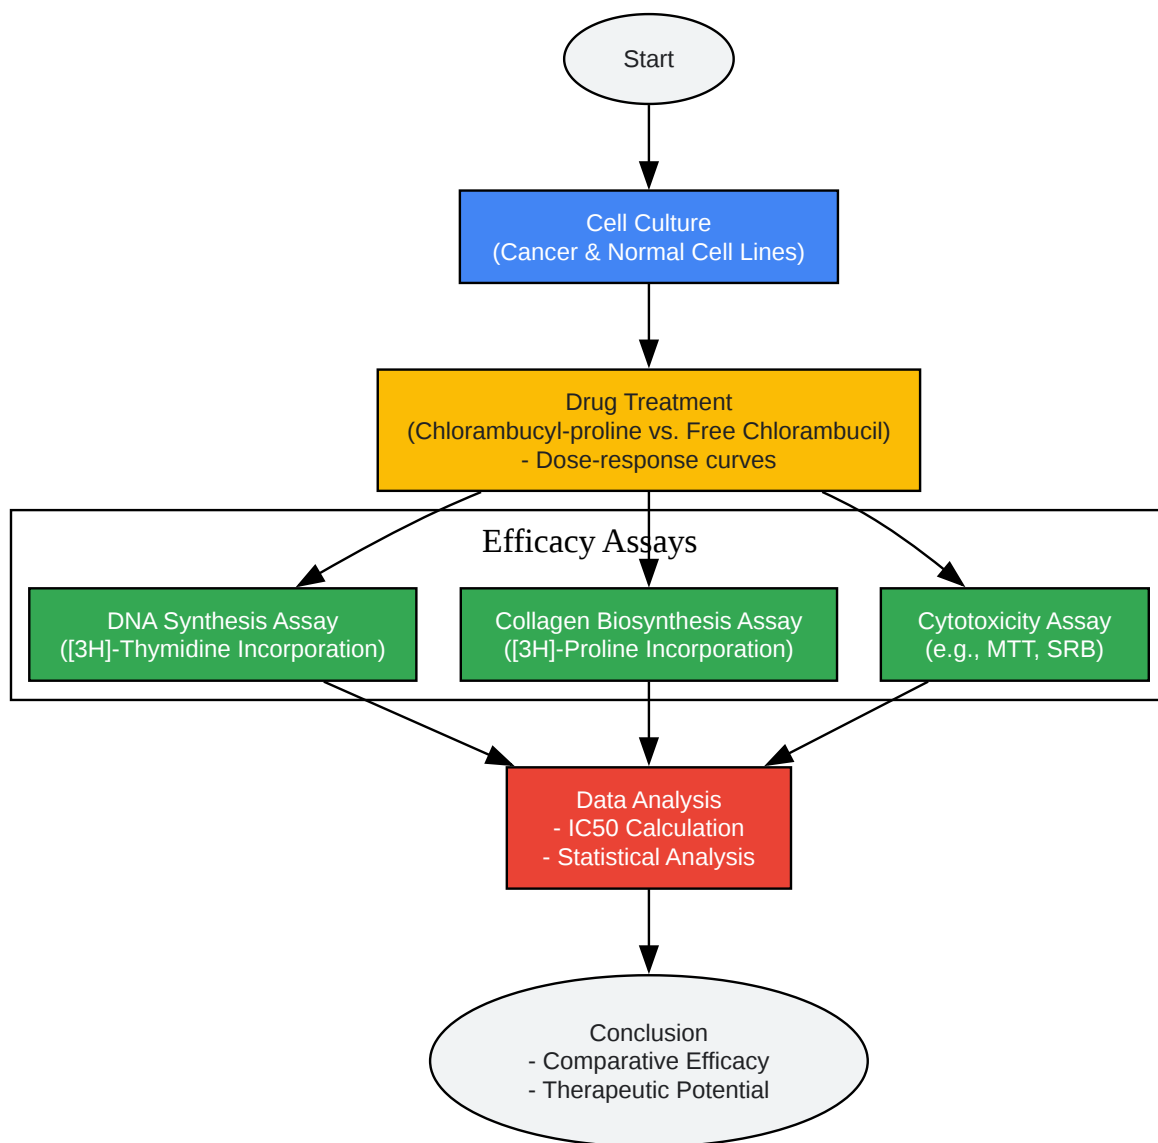 Start
Cell Culture
(Cancer & Normal Cell Lines)
Drug Treatment
(Chlorambucyl-proline vs. Free Chlorambucil)
- Dose-response curves
Efficacy Assays
DNA Synthesis Assay
([3H]-Thymidine Incorporation)
Collagen Biosynthesis Assay
([3H]-Proline Incorporation)
Cytotoxicity Assay
(e.g., MTT, SRB)
Data Analysis
- IC50 Calculation
- Statistical Analysis
Conclusion
- Comparative Efficacy
- Therapeutic Potential